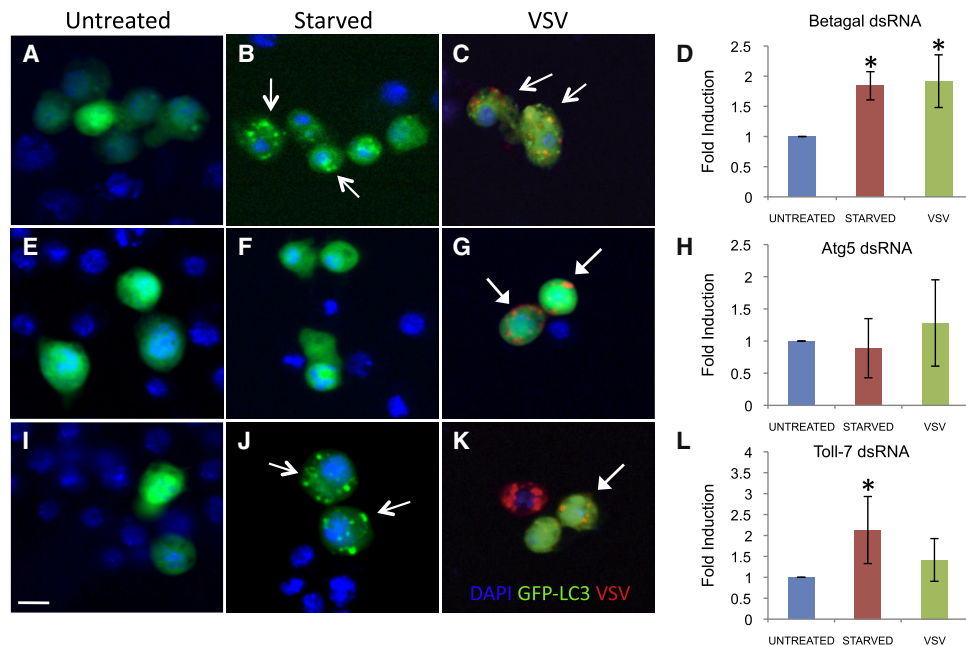 Untreated
Starved
VSV
A
B
C
D
Betagal dsRNA
Fold Induction
2.5
2
1.5
1
0.5
0
*
*
UNTREATED
STARVED
VSV
E
F
G
H
Atg5 dsRNA
Fold Induction
2.5
2
1.5
1
0.5
0
UNTREATED
STARVED
VSV
I
J
K
DAPI GFP-LC3 VSV
L
Toll-7 dsRNA
Fold Induction
4
3.5
3
2.5
2
1.5
1
0.5
0
*
UNTREATED
STARVED
VSV